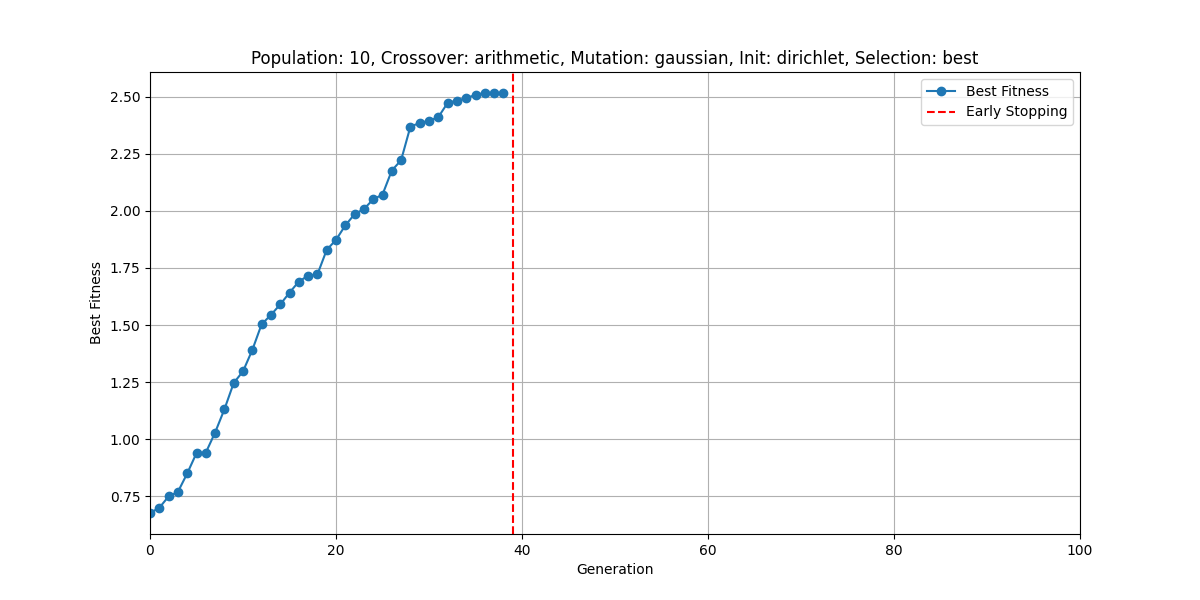 Population: 10, Crossover: arithmetic, Mutation: gaussian, Init: dirichlet, Selection: best
Best Fitness
Early Stopping
2.50
2.25
2.00
1.75
1.50
1.25
1.00
0.75
Best Fitness
0
20
40
60
80
100
Generation